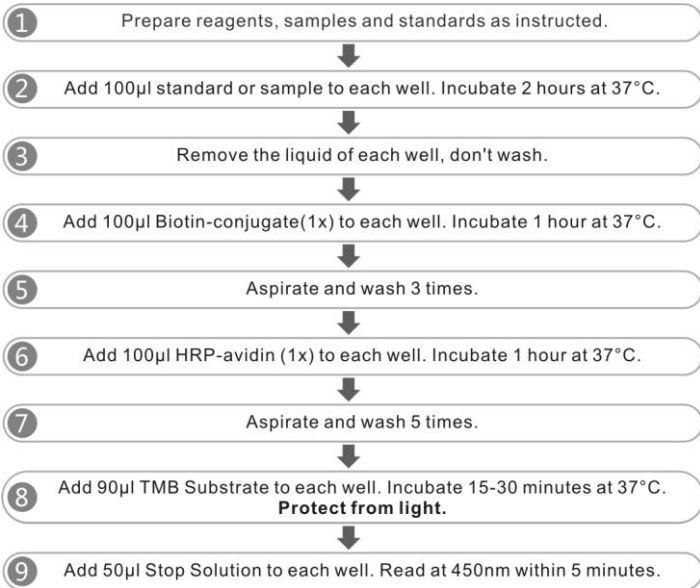 1 Prepare reagents, samples and standards as instructed.
2 Add 100µl standard or sample to each well. Incubate 2 hours at 37°C.
3 Remove the liquid of each well, don't wash.
4 Add 100µl Biotin-conjugate(1x) to each well. Incubate 1 hour at 37°C.
5 Aspirate and wash 3 times.
6 Add 100µl HRP-avidin (1x) to each well. Incubate 1 hour at 37°C.
7 Aspirate and wash 5 times.
8 Add 90µl TMB Substrate to each well. Incubate 15-30 minutes at 37°C.
Protect from light.
9 Add 50µl Stop Solution to each well. Read at 450nm within 5 minutes.